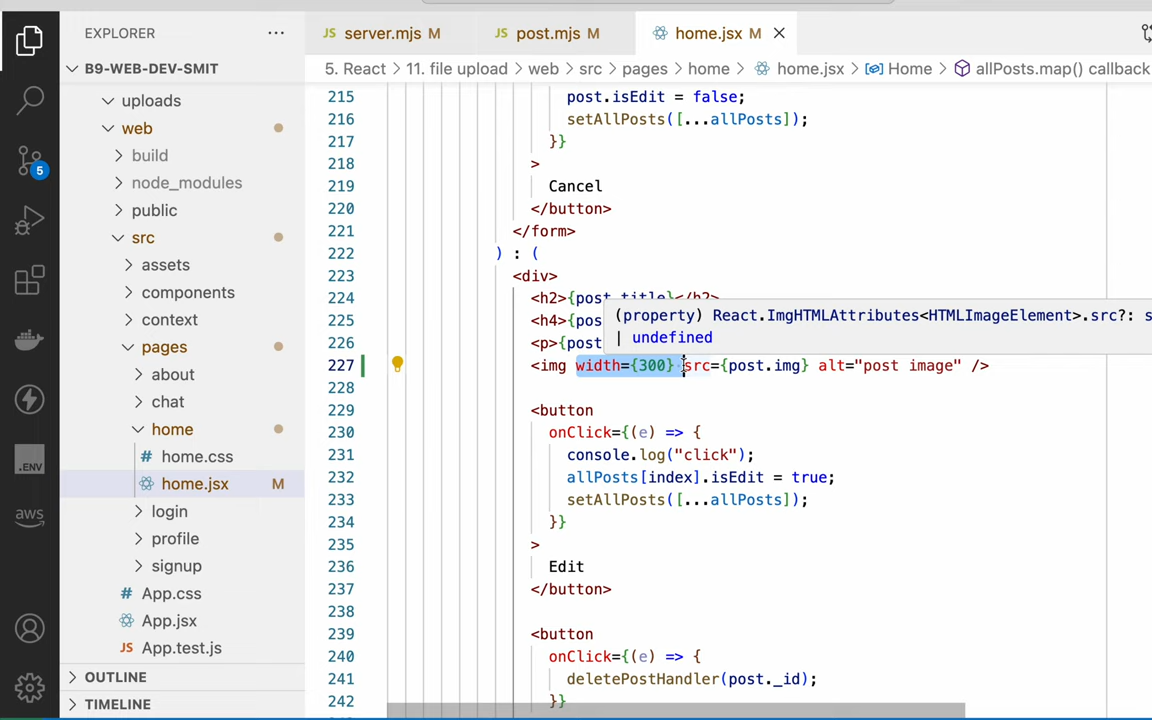 EXPLORER
B9-WEB-DEV-SMIT
uploads
web
build
node_modules
public
src
assets
components
context
pages
about
chat
home
home.css
home.jsx M
login
profile
signup
App.css
App.jsx
JS App.test.js
OUTLINE
TIMELINE
5
.ENV
aws
JS server.mjs M
JS post.mjs M
home.jsx M
5. React > 11. file upload > web > src > pages > home > home.jsx > Home > allPosts.map() callback
215 post.isEdit = false;
216 setAllPosts([...allPosts]);
217 }}
218 >
219 Cancel
220 </button>
221 </form>
222 ) : (
223 <div>
224 <h2>{post.title}</h2>
225 <h4>{pos
226 <p>{post
(property) React.ImgHTMLAttributes<HTMLImageElement>.src?: s
| undefined
227 <img width={300} src={post.img} alt="post image" />
228
229 <button
230 onClick={(e) => {
231 console.log("click");
232 allPosts[index].isEdit = true;
233 setAllPosts([...allPosts]);
234 }}
235 >
236 Edit
237 </button>
238
239 <button
240 onClick={(e) => {
241 deletePostHandler(post._id);
242 }}